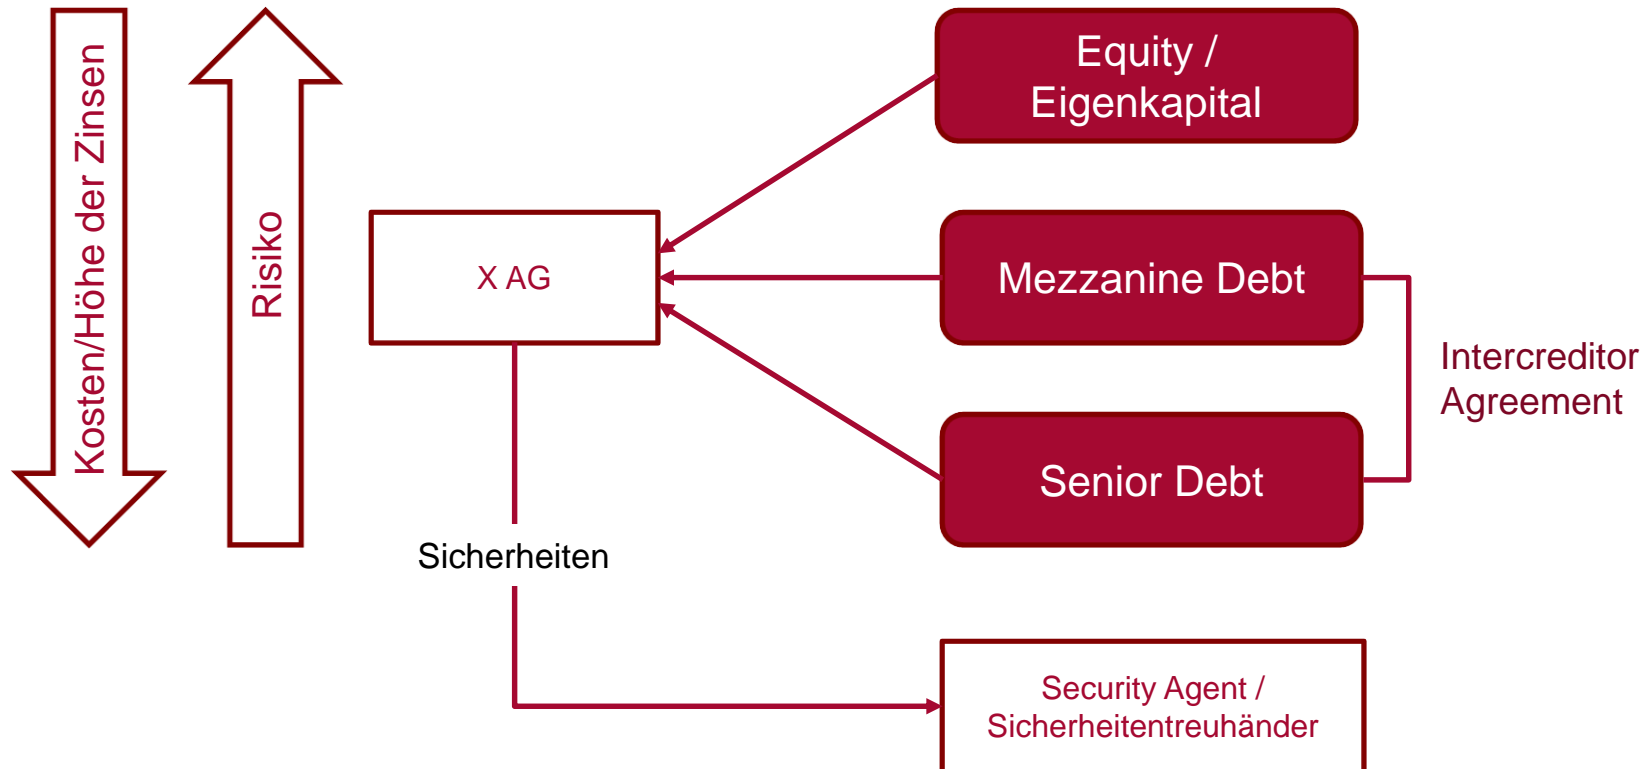 Kosten/Höhe der Zinsen
Risiko
Equity /
Eigenkapital
X AG
Mezzanine Debt
Intercreditor
Agreement
Senior Debt
Sicherheiten
Security Agent /
Sicherheitentreuhänder